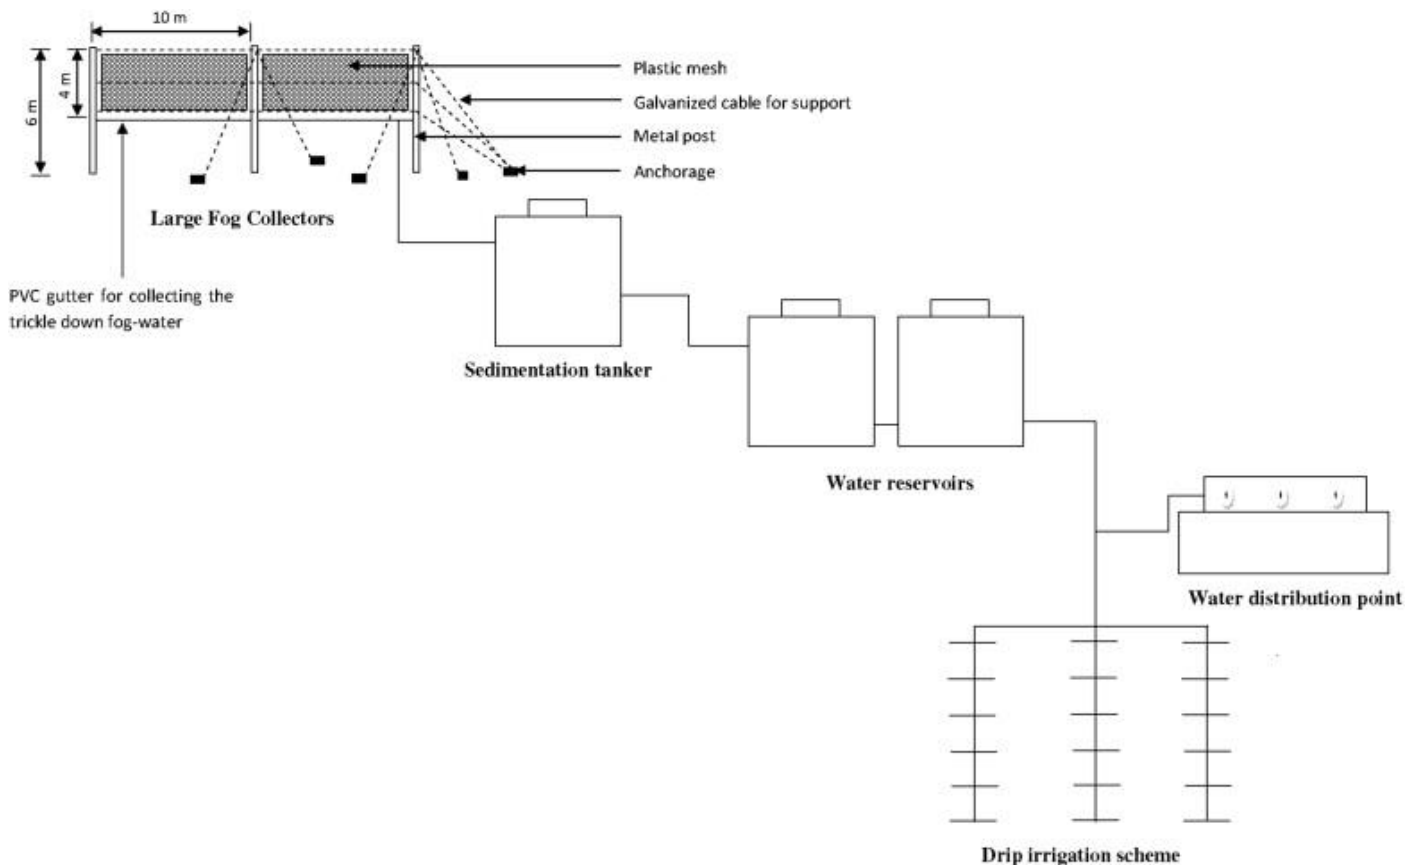 10 m
6 m
4 m
Plastic mesh
Galvanized cable for support
Metal post
Anchorage
Large Fog Collectors
PVC gutter for collecting the
trickle down fog-water
Sedimentation tanker
Water reservoirs
Water distribution point
Drip irrigation scheme